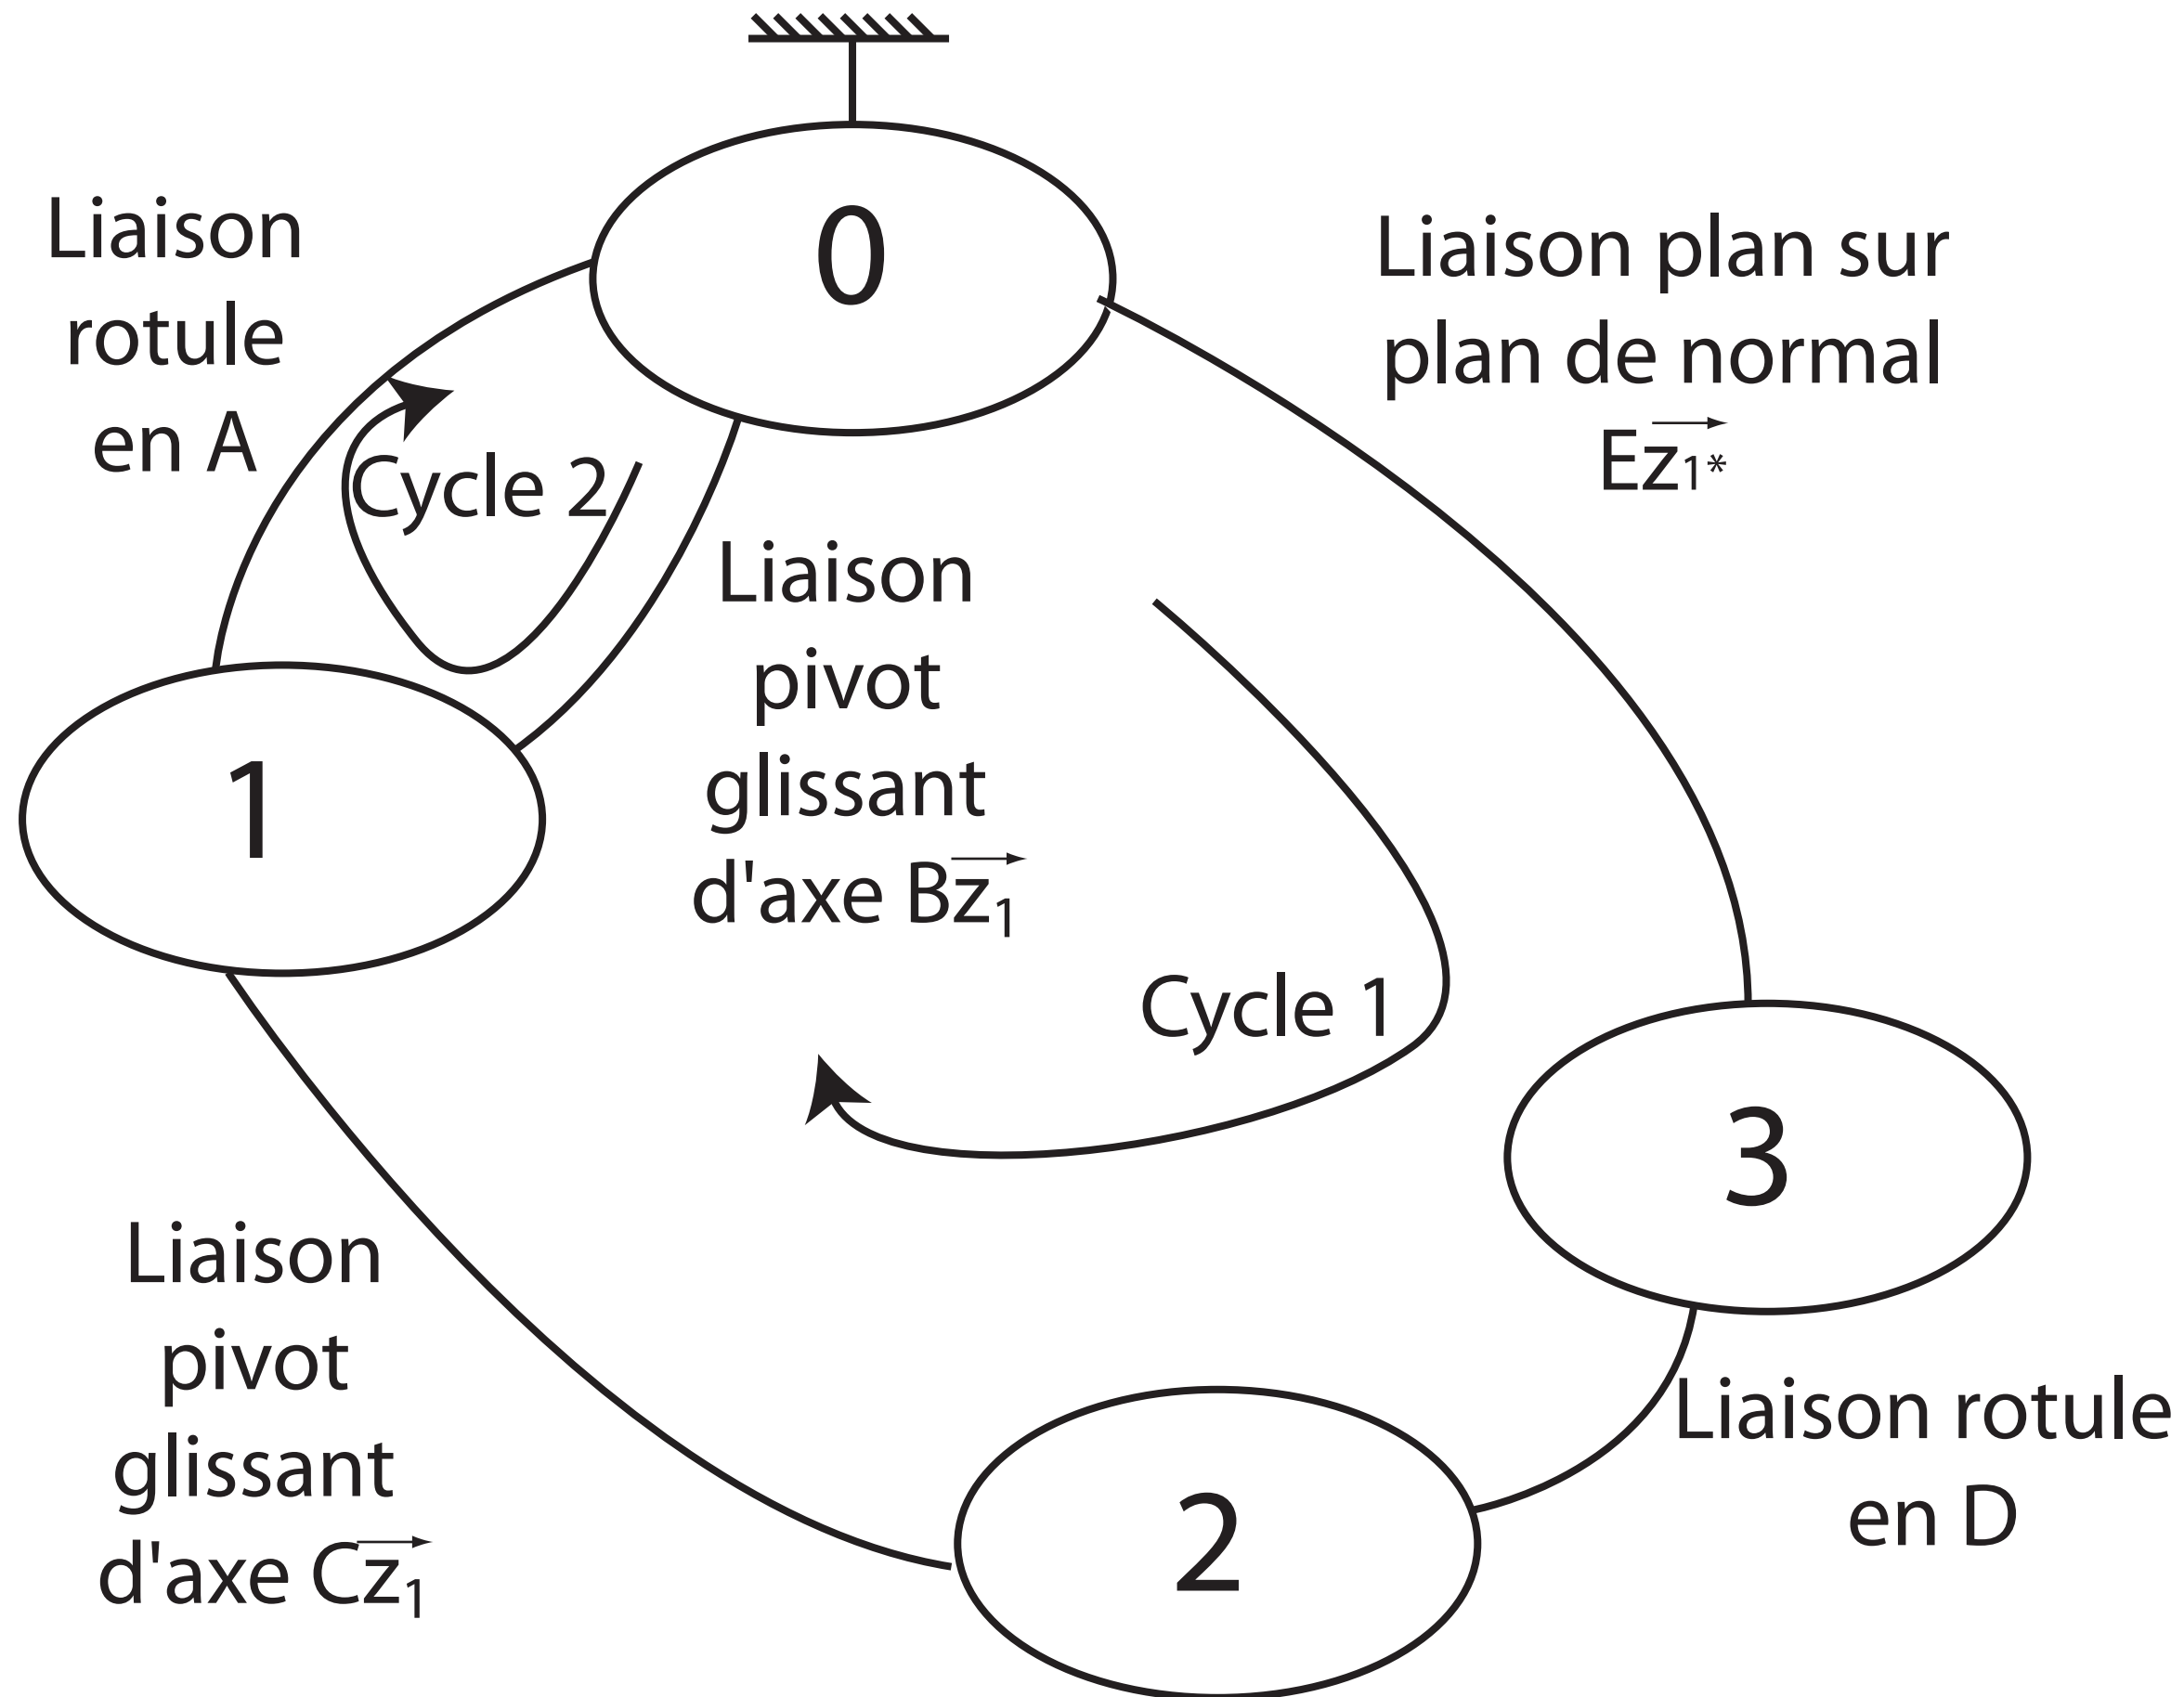 0
Liaison
rotule
en A
Liaison plan sur
plan de normal
Ez1*
Cycle 2
Liaison
pivot
glissant
d'axe Bz1
1
Cycle 1
3
Liaison
pivot
glissant
d'axe Cz1
Liaison rotule
en D
2